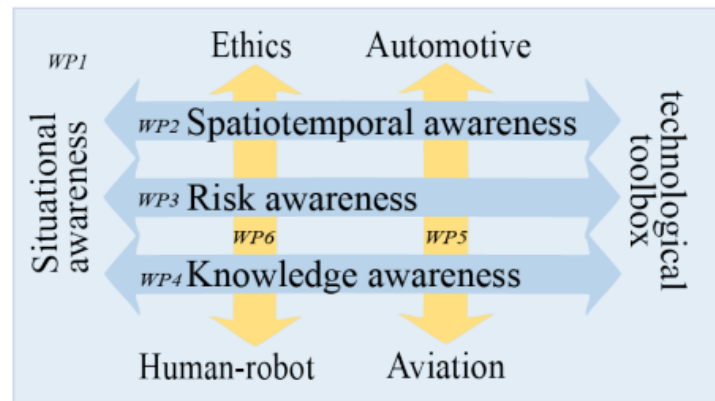 Ethics
Automotive
WP1
Situational
awareness
WP2 Spatiotemporal awareness
WP3 Risk awareness
WP6
WP5
WP4 Knowledge awareness
technological
toolbox
Human-robot
Aviation